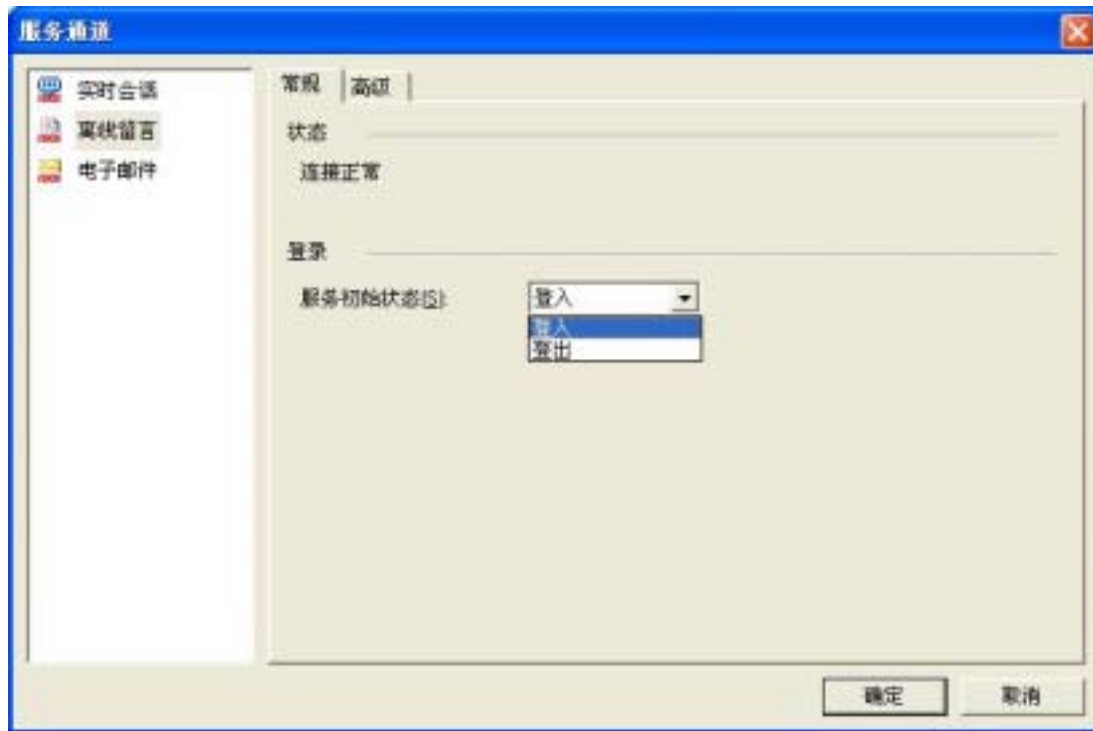 服务通道
实时会话
离线留言
电子邮件
常规 高级
状态
连接正常
登录
服务初始状态(S): 登入
登入
登出
确定 取消